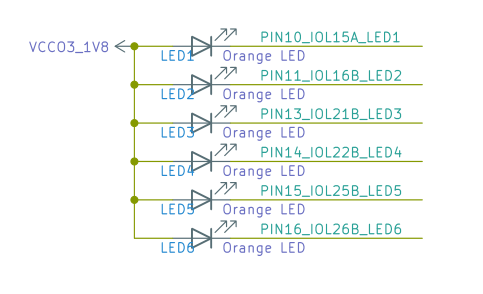 PIN10_IOL15A_LED1
VCCO3_1V8
LED1 Orange LED
PIN11_IOL16B_LED2
LED2 Orange LED
PIN13_IOL21B_LED3
LED3 Orange LED
PIN14_IOL22B_LED4
LED4 Orange LED
PIN15_IOL25B_LED5
LED5 Orange LED
PIN16_IOL26B_LED6
LED6 Orange LED